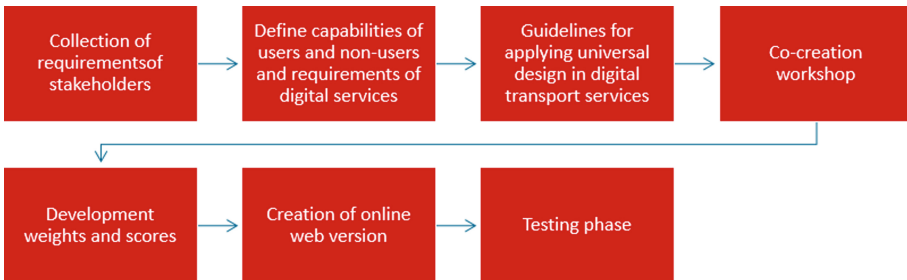 Collection of
requirementsof
stakeholders
Define capabilities of
users and non-users
and requirements of
digital services
Guidelines for
applying universal
design in digital
transport services
Co-creation
workshop
Development
weights and scores
Creation of online
web version
Testing phase